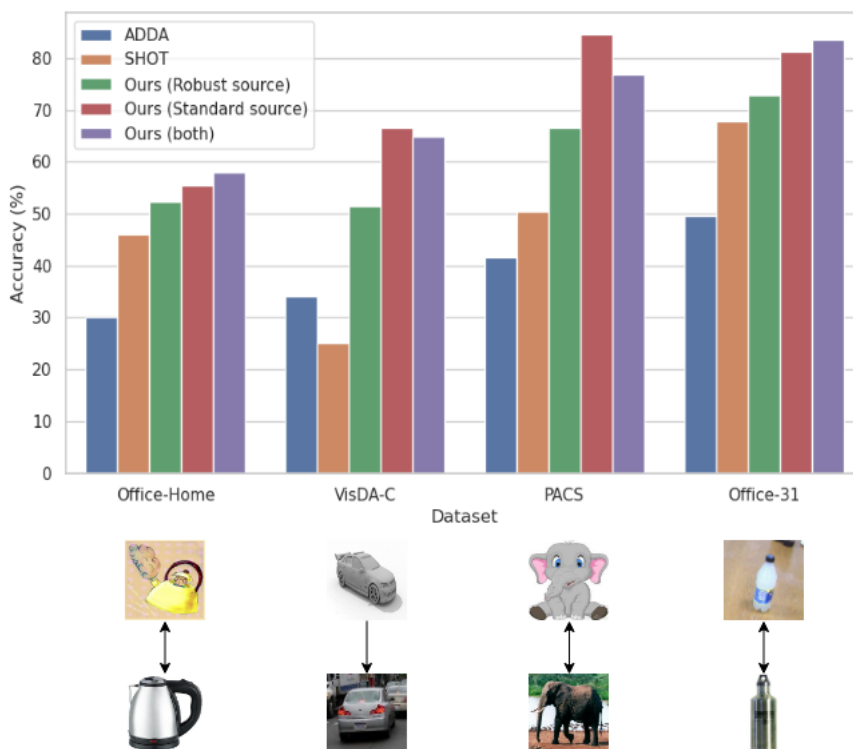 ADDA
SHOT
Ours (Robust source)
Ours (Standard source)
Ours (both)
Accuracy (%)
80
70
60
50
40
30
20
10
0
Office-Home VisDA-C PACS Office-31
Dataset